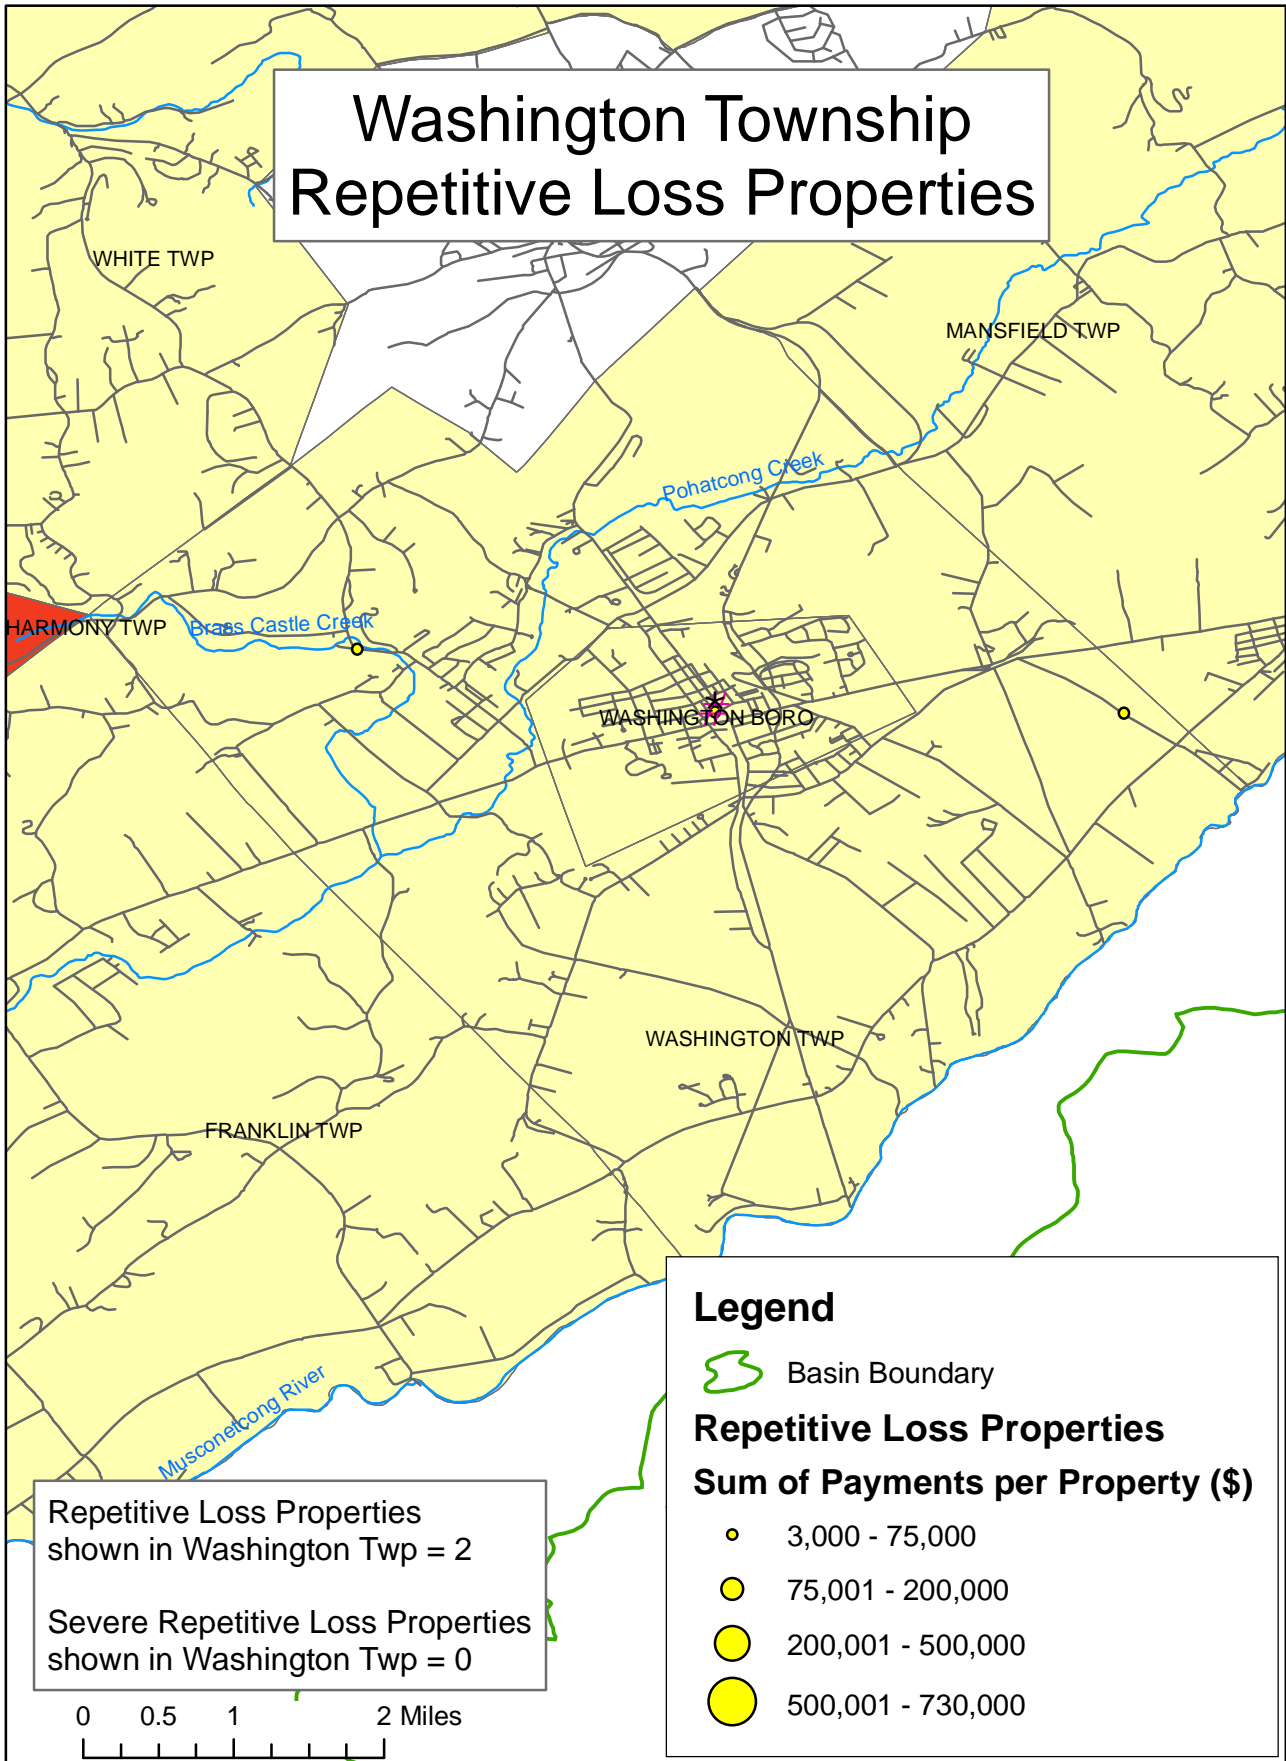 Washington Township
Repetitive Loss Properties
WHITE TWP
MANSFIELD TWP
Pohatcong Creek
HARMONY TWP
Brass Castle Creek
WASHINGTON BORO
WASHINGTON TWP
FRANKLIN TWP
Musconetcong River
Legend
Basin Boundary
Repetitive Loss Properties
Sum of Payments per Property ($)
3,000 - 75,000
75,001 - 200,000
200,001 - 500,000
500,001 - 730,000
Repetitive Loss Properties
shown in Washington Twp = 2
Severe Repetitive Loss Properties
shown in Washington Twp = 0
0 0.5 1 2 Miles